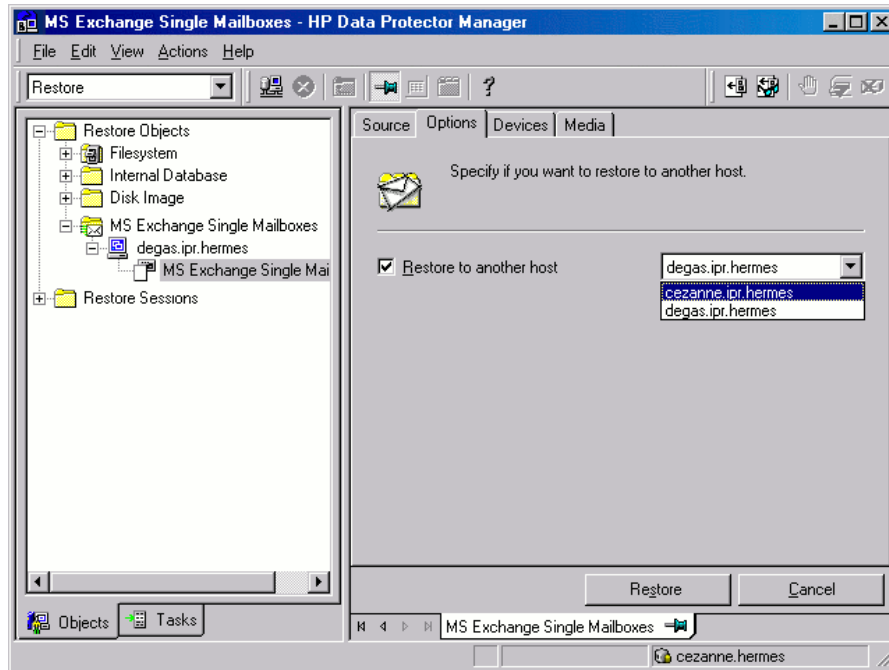 MS Exchange Single Mailboxes - HP Data Protector Manager
File Edit View Actions Help
Restore
?
Restore Objects
Filesystem
Internal Database
Disk Image
MS Exchange Single Mailboxes
degas.ipr.hermes
MS Exchange Single Mai
Restore Sessions
Objects
Tasks
Source Options Devices Media
Specify if you want to restore to another host.
Restore to another host
degas.ipr.hermes
cezanne.ipr.hermes
degas.ipr.hermes
Restore
Cancel
MS Exchange Single Mailboxes
cezanne.hermes